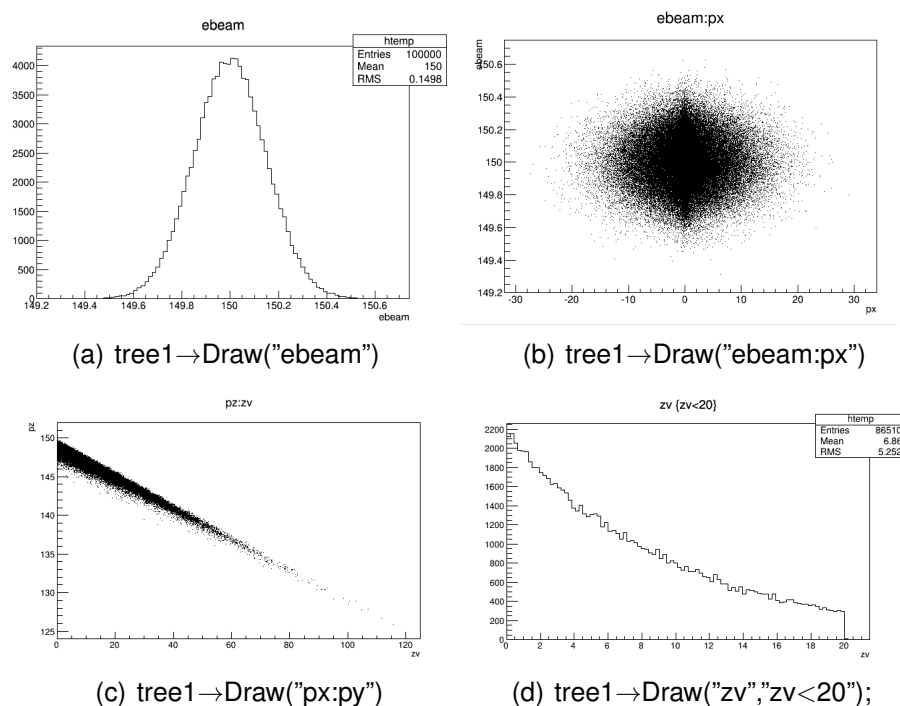 ebeam
htemp
Entries 100000
Mean 150
RMS 0.1498
4000
3500
3000
2500
2000
1500
1000
500
0
149.2 149.4 149.6 149.8 150 150.2 150.4 150.6
ebeam
(a) tree1→Draw(”ebeam”)
ebeam:px
ebeam
150.6
150.4
150.2
150
149.8
149.6
149.4
149.2
-30 -20 -10 0 10 20 30
px
(b) tree1→Draw(”ebeam:px”)
pz:zv
pz
150
145
140
135
130
125
0 20 40 60 80 100 120
zv
(c) tree1→Draw(”px:py”)
zv {zv<20}
htemp
Entries 86510
Mean 6.86
RMS 5.252
2200
2000
1800
1600
1400
1200
1000
800
600
400
200
0
0 2 4 6 8 10 12 14 16 18 20
zv
(d) tree1→Draw(”zv”,”zv<20”);